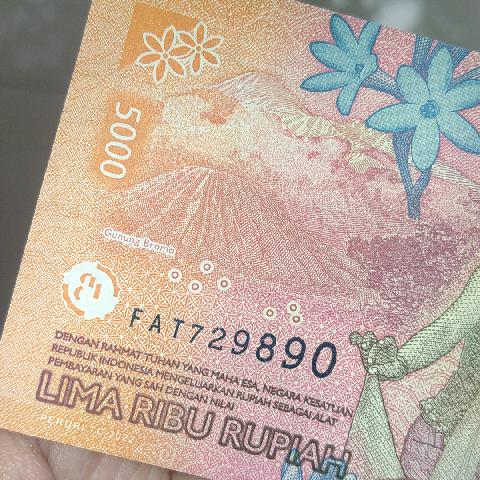 5000
Gunung Bromo
FAT729890
DENGAN RAHMAT TUHAN YANG MAHA ESA, NEGARA KESATUAN
REPUBLIK INDONESIA MENGELUARKAN RUPIAH SEBAGAI ALAT
PEMBAYARAN YANG SAH DENGAN NILAI
LIMA RIBU RUPIAH
PERURI TC 2022